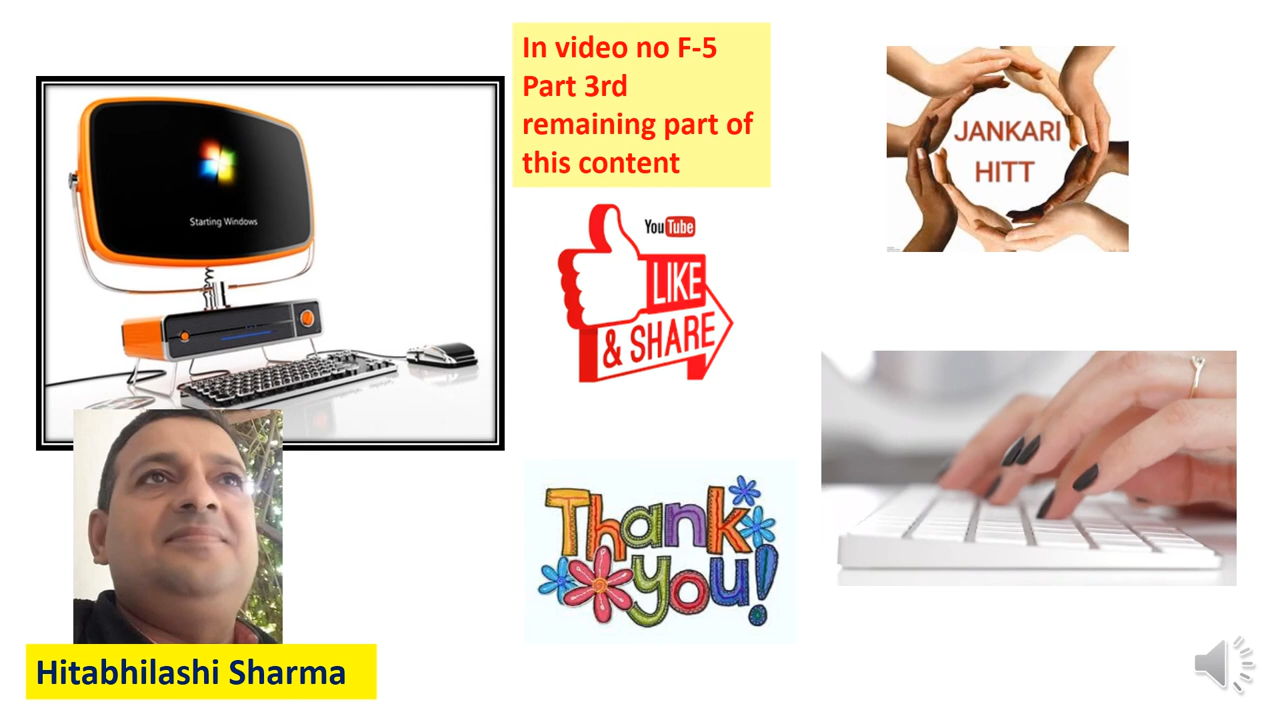 In video no F-5
Part 3rd
remaining part of
this content
JANKARI
HITT
Starting Windows
YouTube
LIKE
& SHARE
Thank
you!
Hitabhilashi Sharma